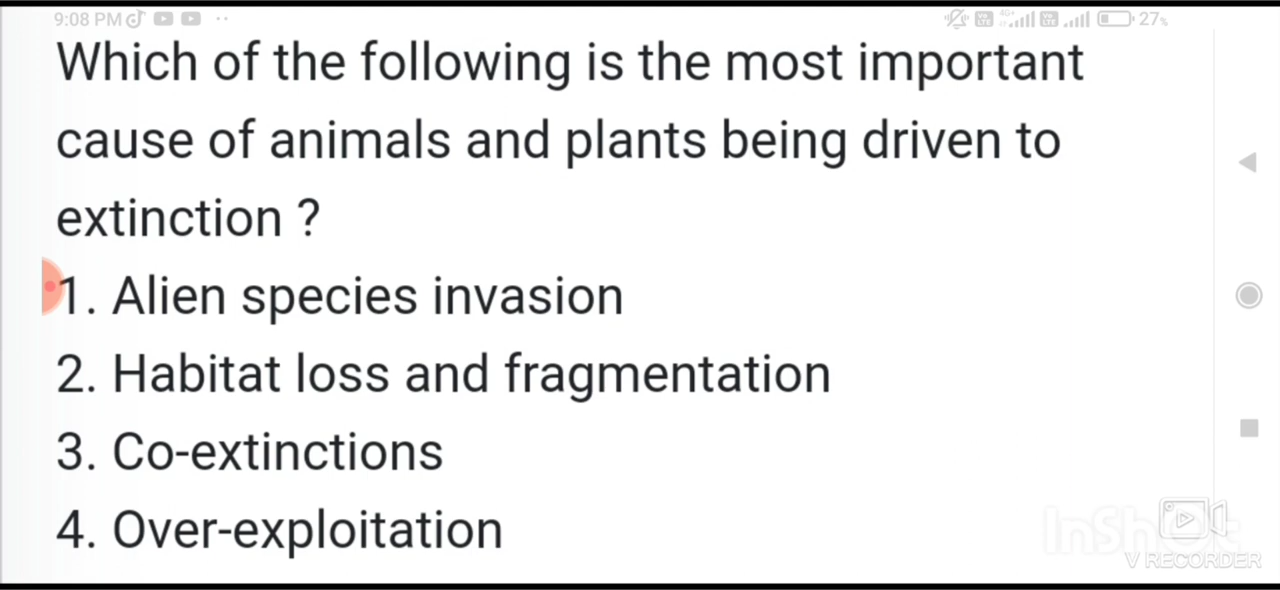 9:08 PM 27%
Which of the following is the most important
cause of animals and plants being driven to
extinction ?
1. Alien species invasion
2. Habitat loss and fragmentation
3. Co-extinctions
4. Over-exploitation
InShot
V RECORDER